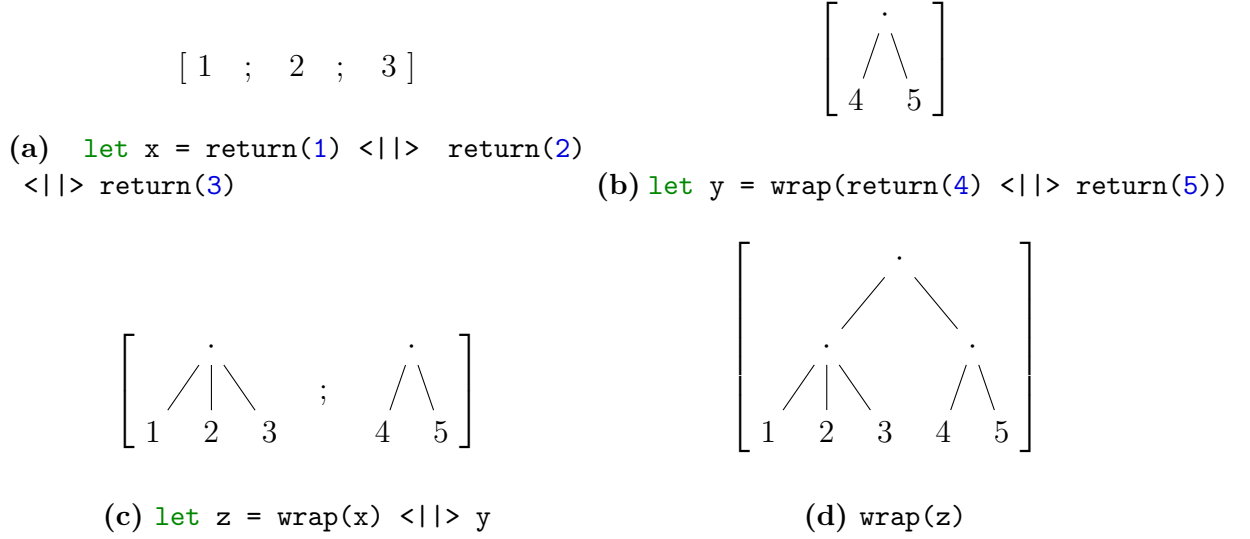 [ 1 ; 2 ; 3 ]
(a) let x = return(1) <||> return(2)
<||> return(3)
·
4 5
(b) let y = wrap(return(4) <||> return(5))
· ; ·
1 2 3 4 5
(c) let z = wrap(x) <||> y
·
· ·
1 2 3 4 5
(d) wrap(z)